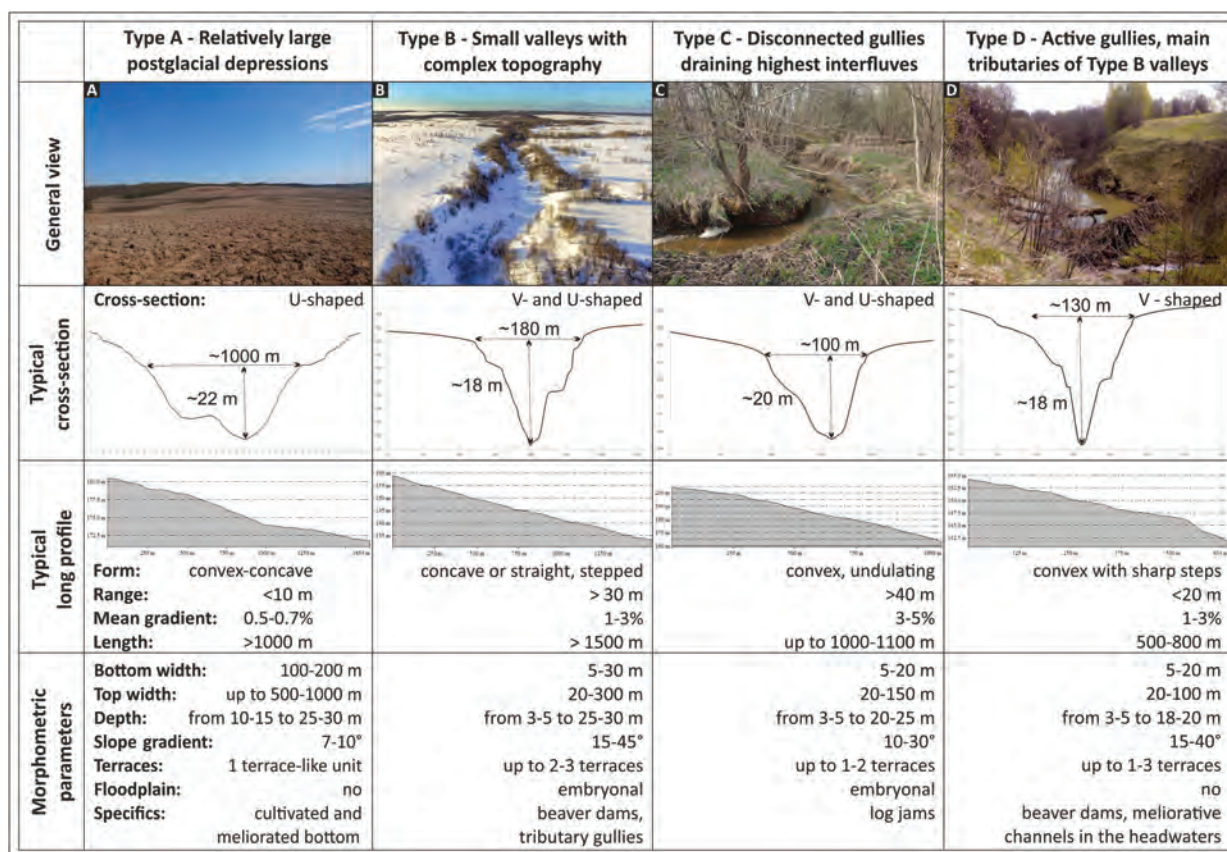 Type A - Relatively large
postglacial depressions
Type B - Small valleys with
complex topography
Type C - Disconnected gullies
draining highest interfluves
Type D - Active gullies, main
tributaries of Type B valleys
General view
A
B
C
D
Typical
cross-section
Cross-section: U-shaped
~1000 m
~22 m
V- and U-shaped
~180 m
~18 m
V- and U-shaped
~100 m
~20 m
V - shaped
~130 m
~18 m
Typical
long profile
Form: convex-concave
Range: <10 m
Mean gradient: 0.5-0.7%
Length: >1000 m
concave or straight, stepped
> 30 m
1-3%
> 1500 m
convex, undulating
>40 m
3-5%
up to 1000-1100 m
convex with sharp steps
<20 m
1-3%
500-800 m
Morphometric
parameters
Bottom width: 100-200 m
Top width: up to 500-1000 m
Depth: from 10-15 to 25-30 m
Slope gradient: 7-10°
Terraces: 1 terrace-like unit
Floodplain: no
Specifics: cultivated and
meliorated bottom
5-30 m
20-300 m
from 3-5 to 25-30 m
15-45°
up to 2-3 terraces
embryonal
beaver dams,
tributary gullies
5-20 m
20-150 m
from 3-5 to 20-25 m
10-30°
up to 1-2 terraces
embryonal
log jams
5-20 m
20-100 m
from 3-5 to 18-20 m
15-40°
up to 1-3 terraces
no
beaver dams, meliorative
channels in the headwaters